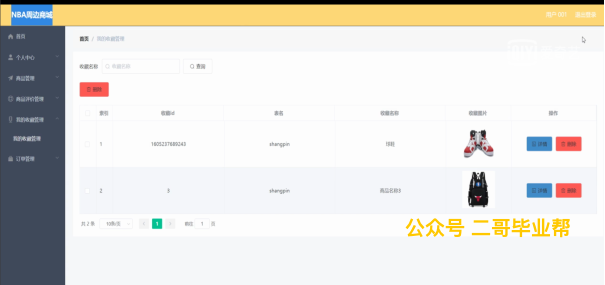 NBA周边商城
用户 001 退出登录
首页 首页 / 我的收藏管理
个人中心
收藏名称 收藏名称 查询
商品管理
删除
商品评价管理
索引 收藏id 表名 收藏名称 收藏图片 操作
我的收藏管理
我的收藏管理
1 1605237689243 shangpin 球鞋 详情 删除
订单管理
2 3 shangpin 商品名称3 详情 删除
共 2 条 10条/页 1 前往 1 页
公众号 二哥毕业帮